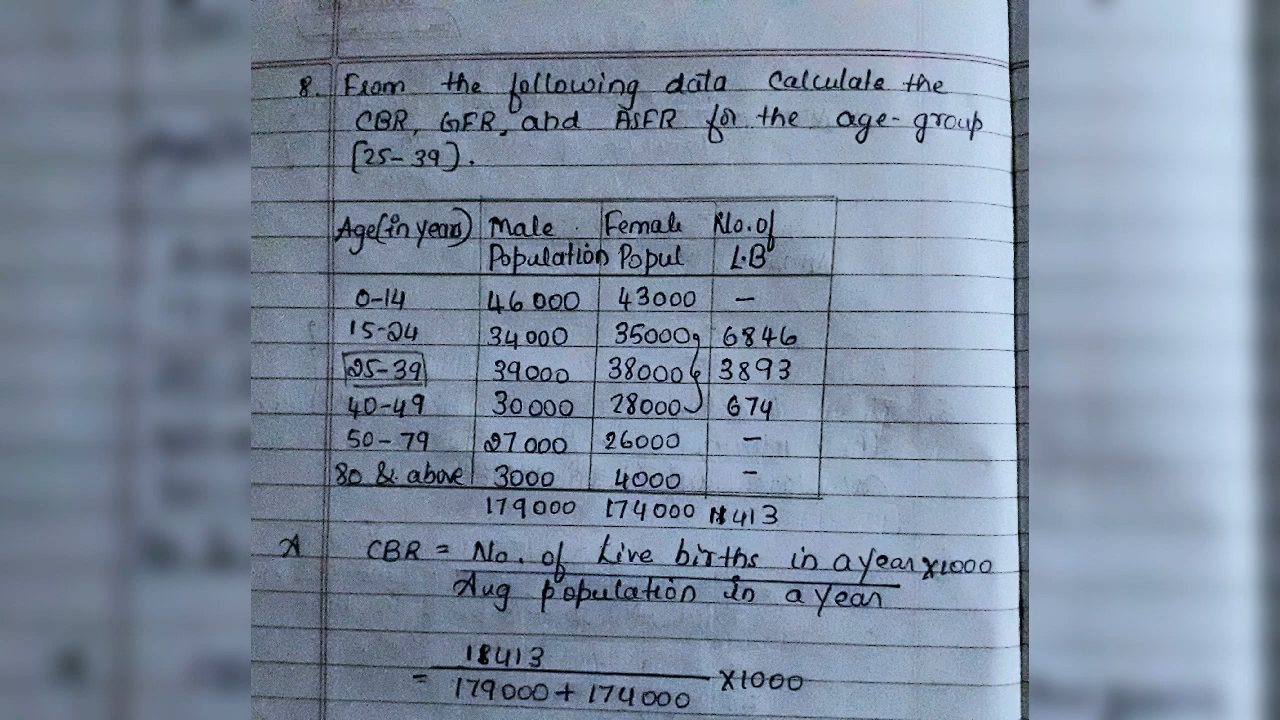 8. From the following data Calculate the
CBR, GFR, and ASFR for the age-group
[25-39].
Age(in years) Male Population Female Popul No. of L.B
0-14 46000 43000 -
15-24 34000 35000 6846
25-39 39000 38000 3893
40-49 30000 28000 674
50-79 27000 26000 -
80 & above 3000 4000 -
179000 174000 11413
A CBR = No. of Live births in a year X1000
Aug population in a year
18413
= 179000 + 174000 X1000